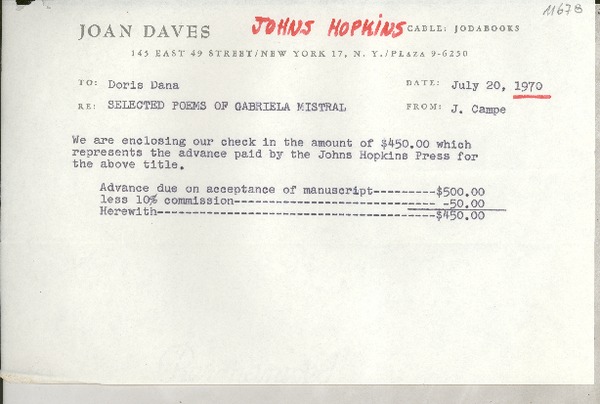 11678
JOAN DAVES JOHNS HOPKINS CABLE: JODABOOKS
145 EAST 49 STREET/NEW YORK 17, N. Y./PLAZA 9-6250
TO: Doris Dana DATE: July 20, 1970
RE: SELECTED POEMS OF GABRIELA MISTRAL FROM: J. Campe
We are enclosing our check in the amount of $450.00 which
represents the advance paid by the Johns Hopkins Press for
the above title.
Advance due on acceptance of manuscript---------$500.00
less 10% commission----------------------------- -50.00
Herewith----------------------------------------$450.00